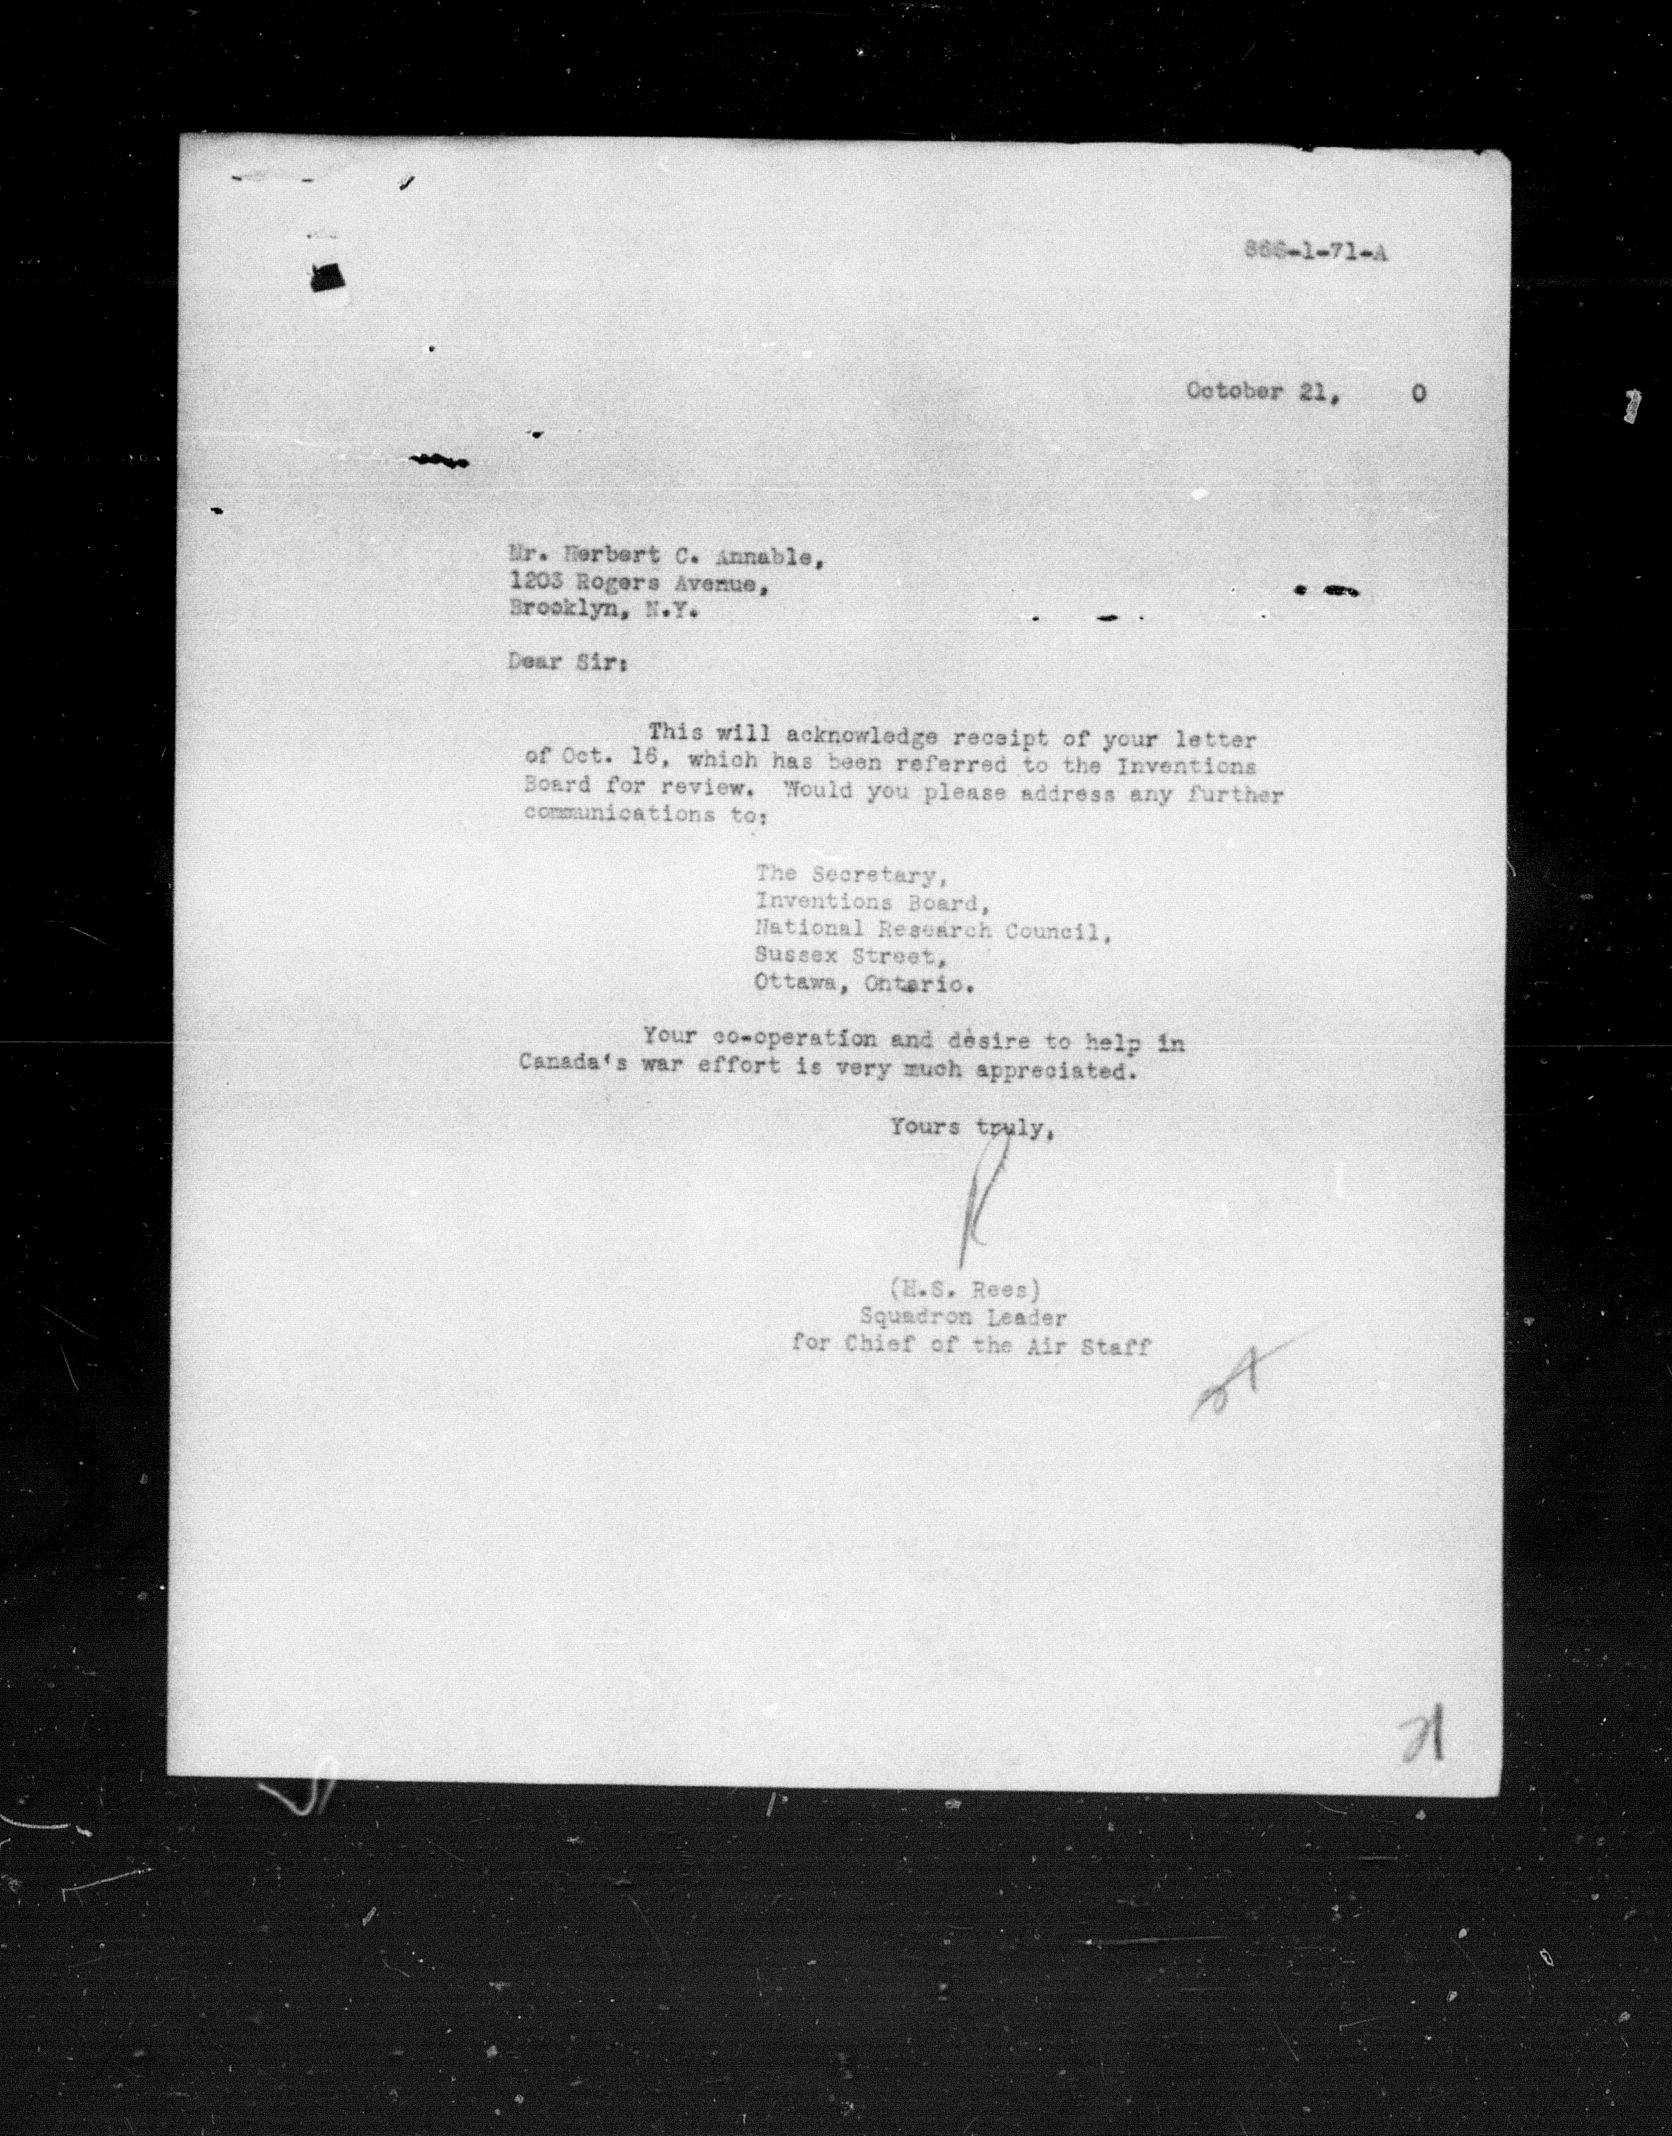 866-1-71-A
October 21, 0
Mr. Herbert C. Annable,
1203 Rogers Avenue,
Brooklyn, N.Y.
Dear Sir:
This will acknowledge receipt of your letter
of Oct. 16, which has been referred to the Inventions
Board for review. Would you please address any further
communications to:
The Secretary,
Inventions Board,
National Research Council,
Sussex Street,
Ottawa, Ontario.
Your co-operation and desire to help in
Canada's war effort is very much appreciated.
Yours truly,
R
(H.S. Rees)
Squadron Leader
for Chief of the Air Staff
21